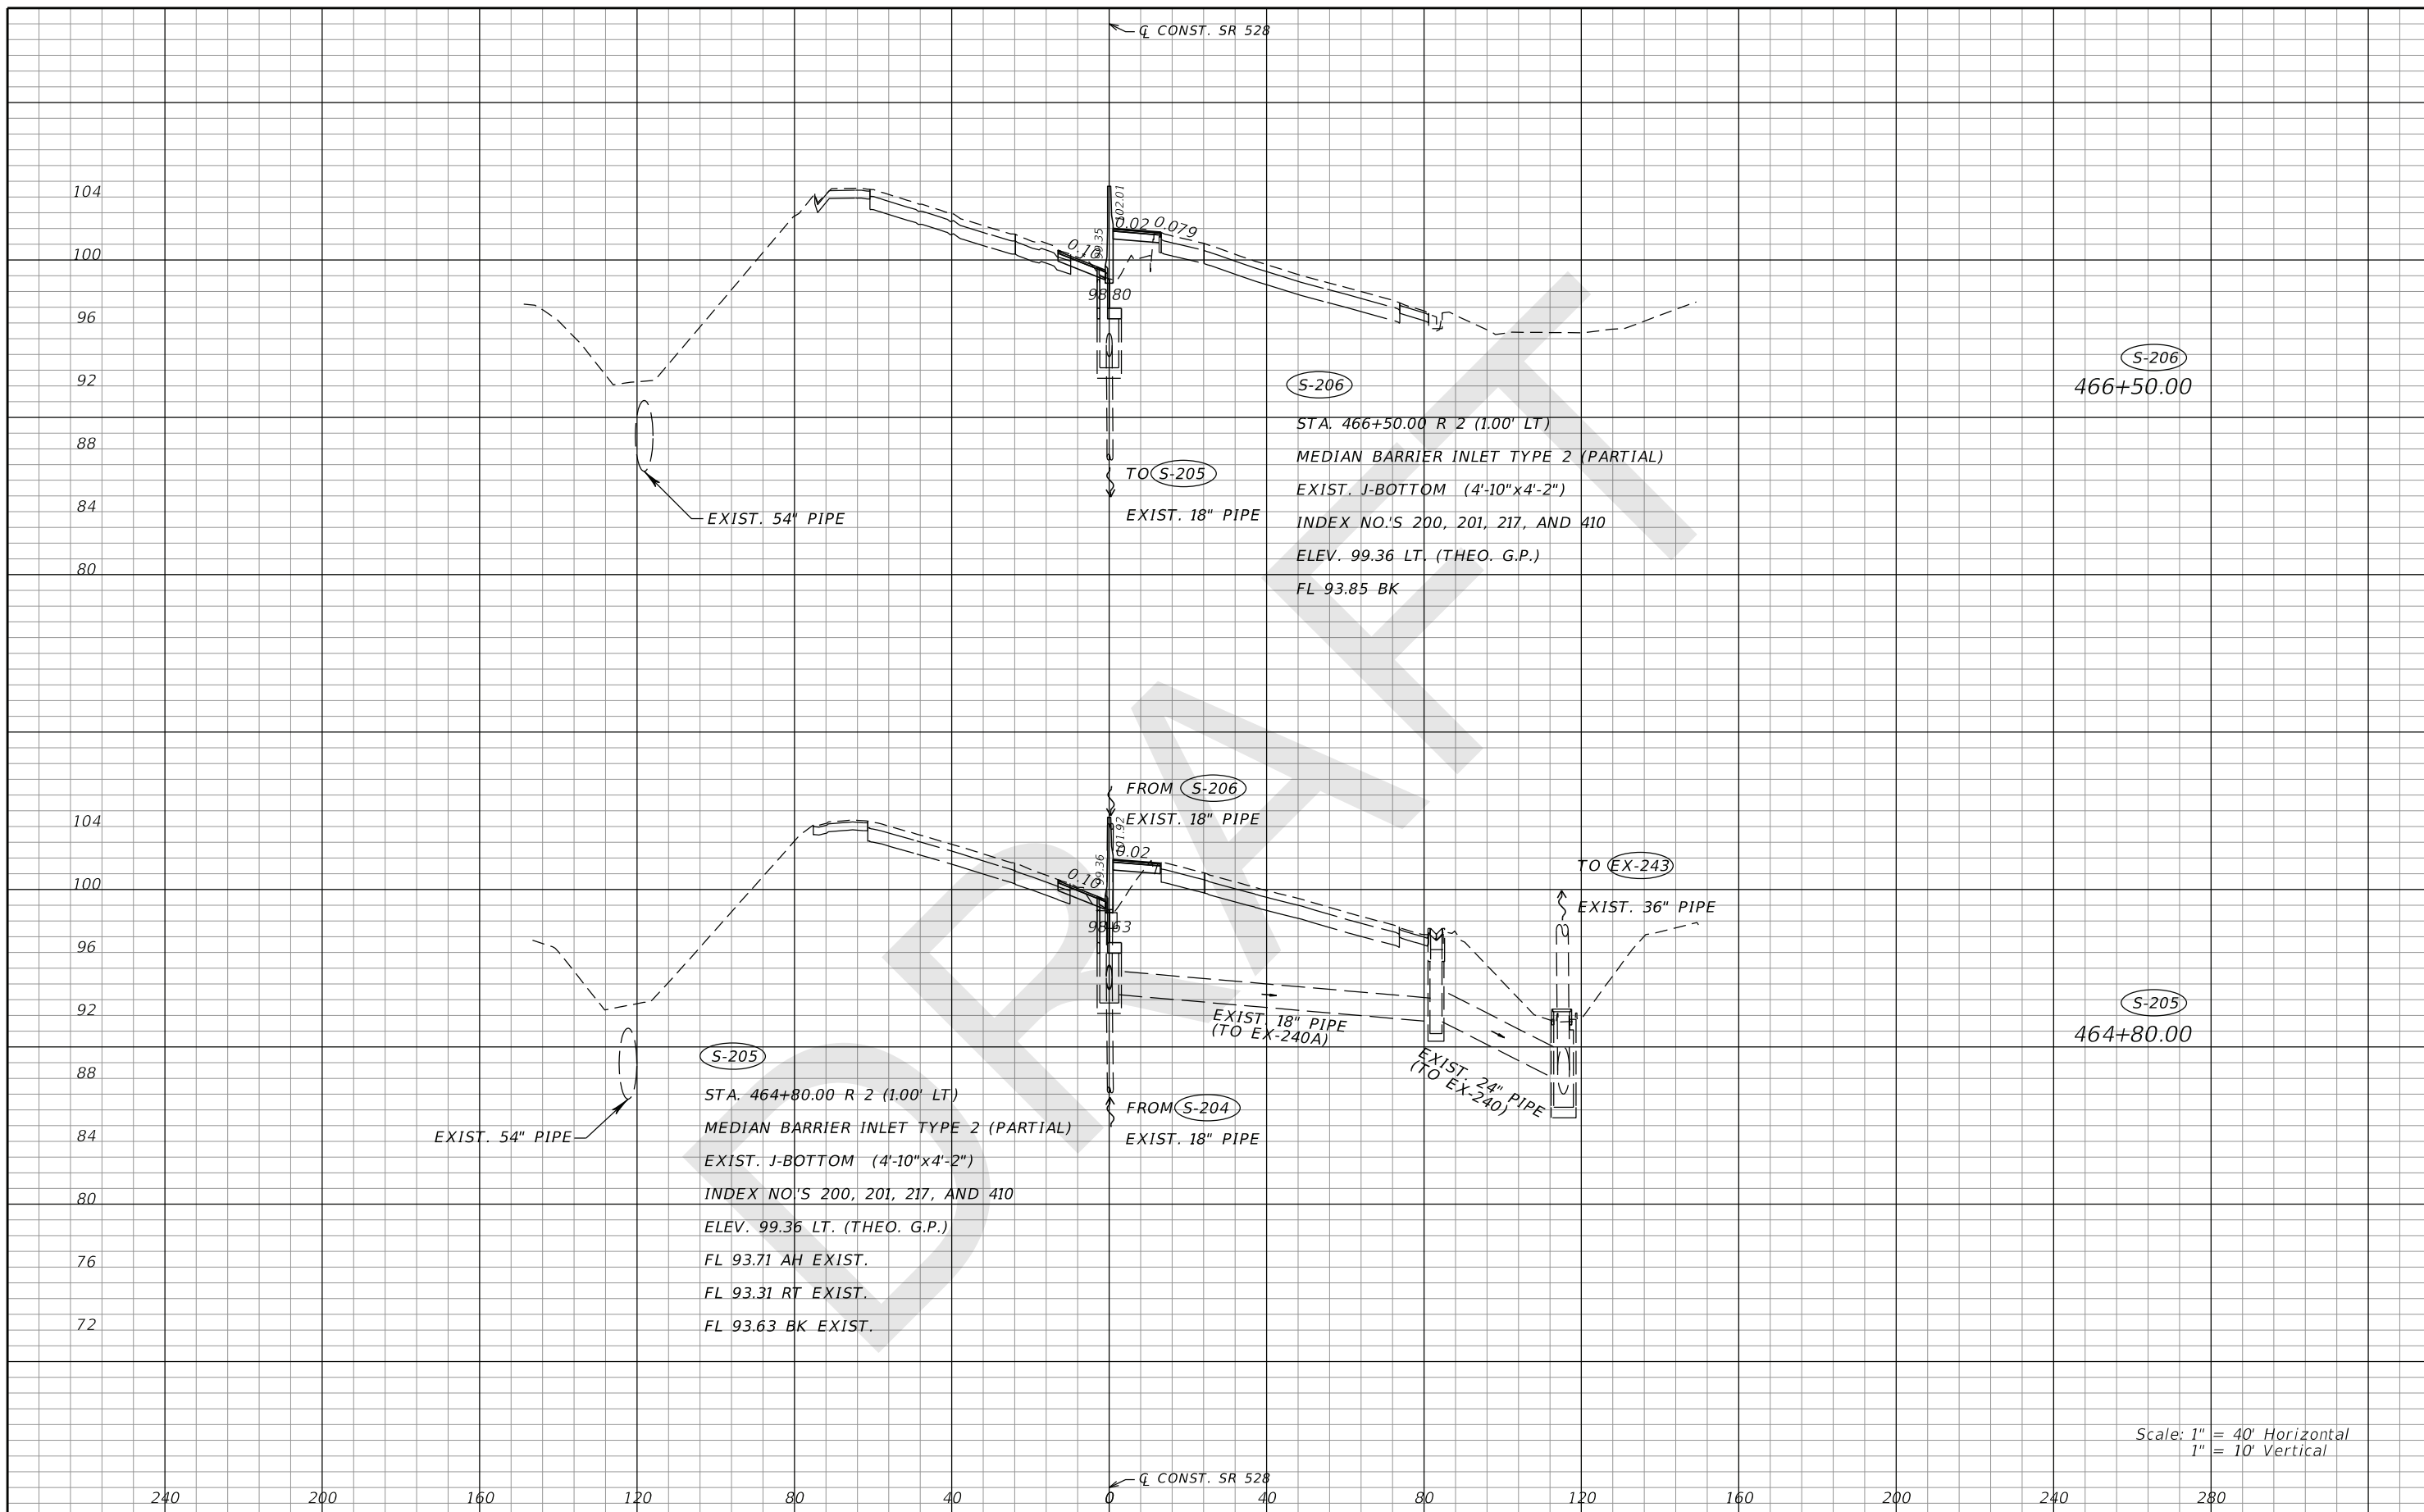 ℄ CONST. SR 528
104
100
96
92
88
84
80
102.01
0.02 0.079
0.10
99.35
98.80
EXIST. 54" PIPE
TO S-205
EXIST. 18" PIPE
S-206
STA. 466+50.00 R 2 (1.00' LT)
MEDIAN BARRIER INLET TYPE 2 (PARTIAL)
EXIST. J-BOTTOM (4'-10"x4'-2")
INDEX NO.'S 200, 201, 217, AND 410
ELEV. 99.36 LT. (THEO. G.P.)
FL 93.85 BK
S-206
466+50.00
DRAFT
FROM S-206
EXIST. 18" PIPE
104
100
96
92
88
84
80
76
72
101.92
0.02
0.10
99.36
98.63
TO EX-243
EXIST. 36" PIPE
EXIST. 18" PIPE
(TO EX-240A)
EXIST. 24" PIPE
(TO EX-240)
FROM S-204
EXIST. 18" PIPE
EXIST. 54" PIPE
S-205
STA. 464+80.00 R 2 (1.00' LT)
MEDIAN BARRIER INLET TYPE 2 (PARTIAL)
EXIST. J-BOTTOM (4'-10"x4'-2")
INDEX NO.'S 200, 201, 217, AND 410
ELEV. 99.36 LT. (THEO. G.P.)
FL 93.71 AH EXIST.
FL 93.31 RT EXIST.
FL 93.63 BK EXIST.
S-205
464+80.00
Scale: 1" = 40' Horizontal
1" = 10' Vertical
℄ CONST. SR 528
240 200 160 120 80 40 0 40 80 120 160 200 240 280